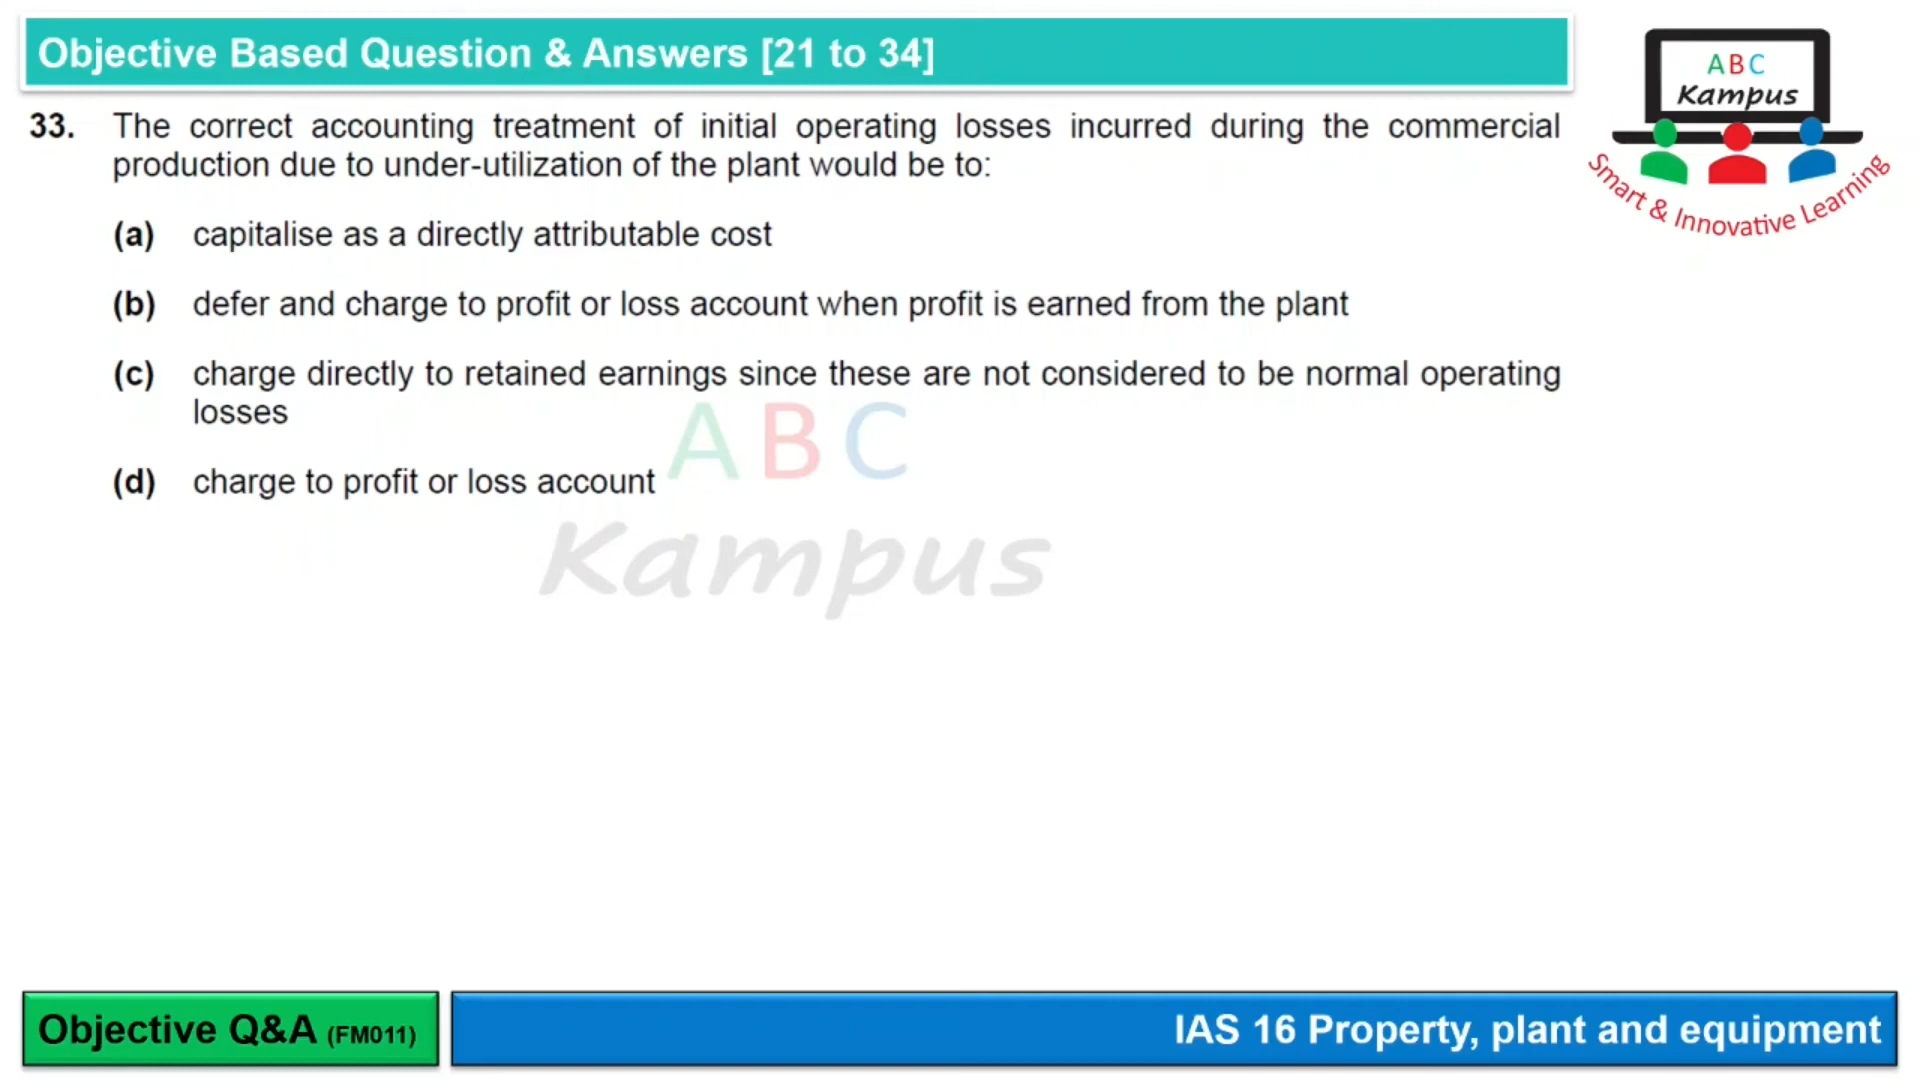 Objective Based Question & Answers [21 to 34]
ABC
Kampus
Smart & Innovative Learning
33. The correct accounting treatment of initial operating losses incurred during the commercial
production due to under-utilization of the plant would be to:
(a) capitalise as a directly attributable cost
(b) defer and charge to profit or loss account when profit is earned from the plant
(c) charge directly to retained earnings since these are not considered to be normal operating
losses
(d) charge to profit or loss account
ABC
Kampus
Objective Q&A (FM011)
IAS 16 Property, plant and equipment